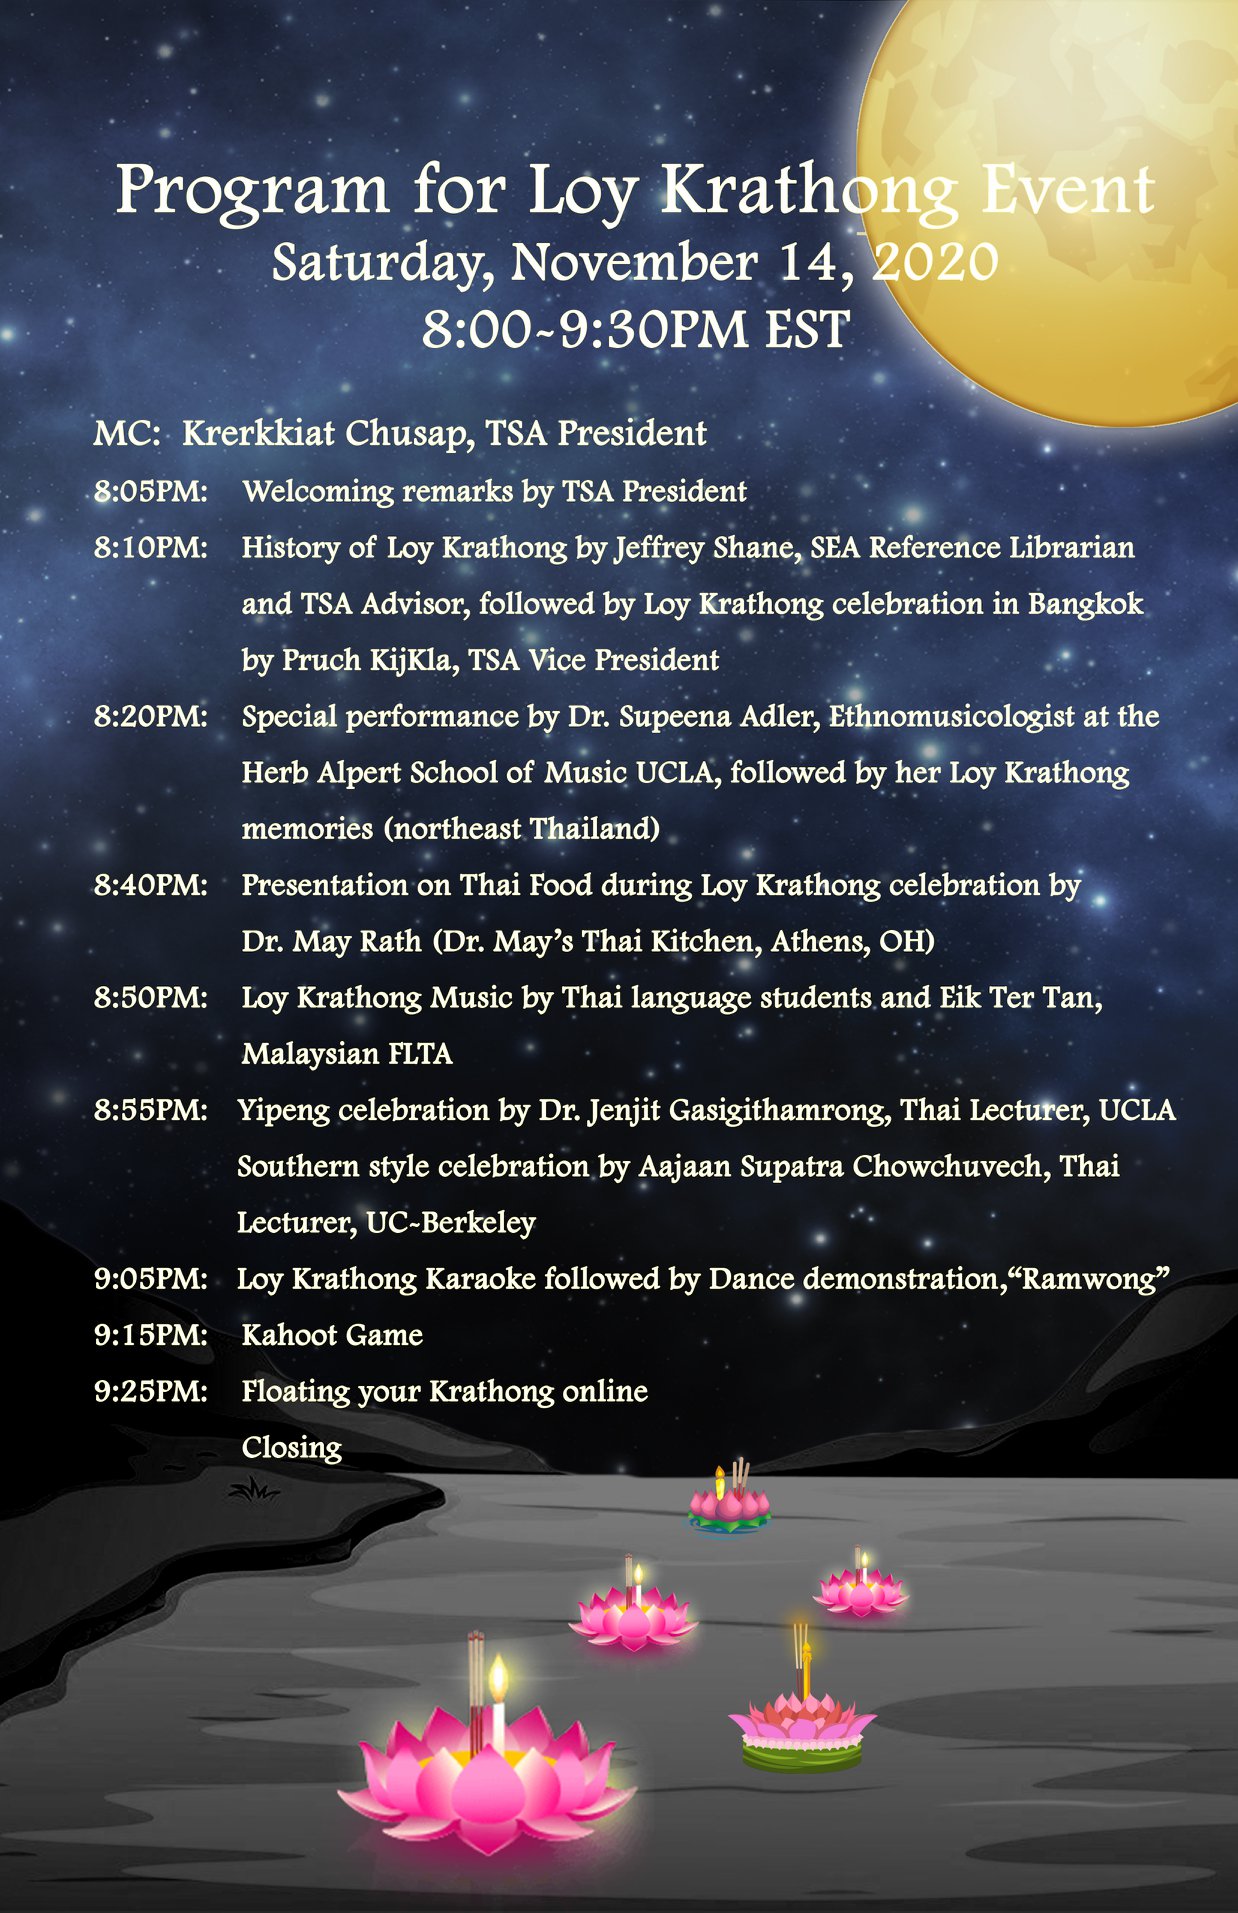 Program for Loy Krathong Event
Saturday, November 14, 2020
8:00~9:30PM EST
MC: Krerkkiat Chusap, TSA President
8:05PM: Welcoming remarks by TSA President
8:10PM: History of Loy Krathong by Jeffrey Shane, SEA Reference Librarian
and TSA Advisor, followed by Loy Krathong celebration in Bangkok
by Pruch KijKla, TSA Vice President
8:20PM: Special performance by Dr. Supeena Adler, Ethnomusicologist at the
Herb Alpert School of Music UCLA, followed by her Loy Krathong
memories (northeast Thailand)
8:40PM: Presentation on Thai Food during Loy Krathong celebration by
Dr. May Rath (Dr. May's Thai Kitchen, Athens, OH)
8:50PM: Loy Krathong Music by Thai language students and Eik Ter Tan,
Malaysian FLTA
8:55PM: Yipeng celebration by Dr. Jenjit Gasigithamrong, Thai Lecturer, UCLA
Southern style celebration by Aajaan Supatra Chowchuvech, Thai
Lecturer, UC~Berkeley
9:05PM: Loy Krathong Karaoke followed by Dance demonstration,“Ramwong”
9:15PM: Kahoot Game
9:25PM: Floating your Krathong online
Closing